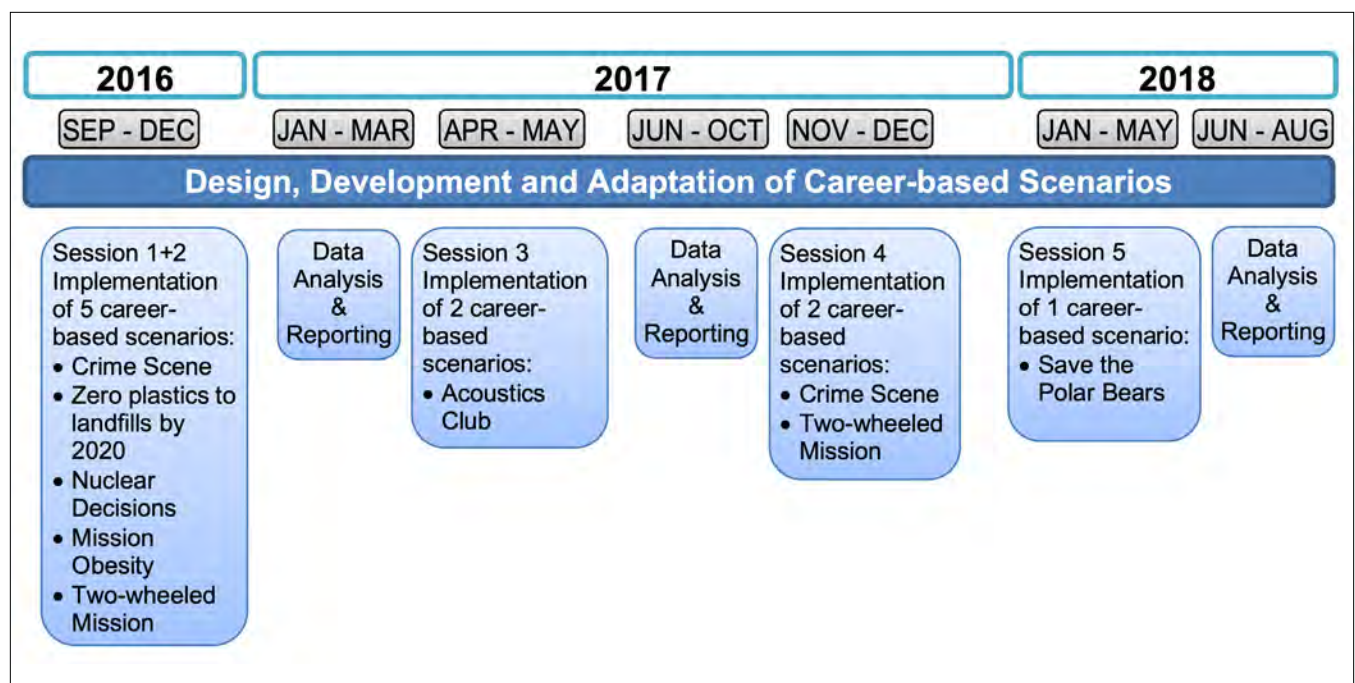 2016
2017
2018
SEP - DEC
JAN - MAR
APR - MAY
JUN - OCT
NOV - DEC
JAN - MAY
JUN - AUG
Design, Development and Adaptation of Career-based Scenarios
Session 1+2
Implementation
of 5 career-
based scenarios:
• Crime Scene
• Zero plastics to
landfills by
2020
• Nuclear
Decisions
• Mission
Obesity
• Two-wheeled
Mission
Data
Analysis
&
Reporting
Session 3
Implementation
of 2 career-
based
scenarios:
• Acoustics
Club
Data
Analysis
&
Reporting
Session 4
Implementation
of 2 career-
based
scenarios:
• Crime Scene
• Two-wheeled
Mission
Session 5
Implementation
of 1 career-
based scenario:
• Save the
Polar Bears
Data
Analysis
&
Reporting